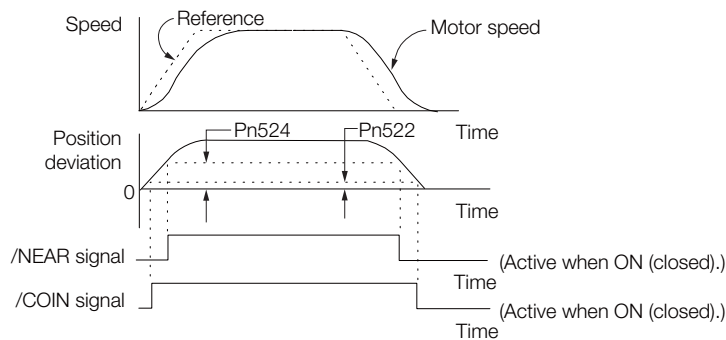 Speed
Reference
Motor speed
Time
Position
deviation
Pn524
Pn522
0
Time
/NEAR signal
(Active when ON (closed).)
Time
/COIN signal
(Active when ON (closed).)
Time